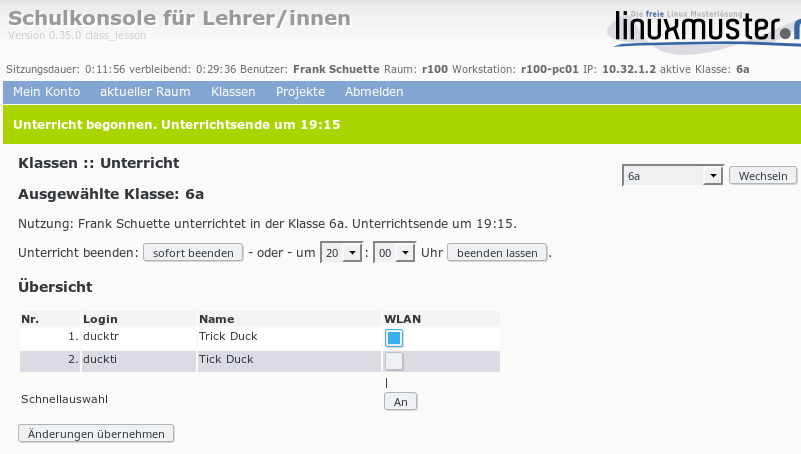 Schulkonsole für Lehrer/innen
Version 0.35.0 class_lesson
Die freie Linux Musterlösung
linuxmuster.
Sitzungsdauer: 0:11:56 verbleibend: 0:29:36 Benutzer: Frank Schuette Raum: r100 Workstation: r100-pc01 IP: 10.32.1.2 aktive Klasse: 6a
Mein Konto aktueller Raum Klassen Projekte Abmelden
Unterricht begonnen. Unterrichtsende um 19:15
Klassen :: Unterricht
6a Wechseln
Ausgewählte Klasse: 6a
Nutzung: Frank Schuette unterrichtet in der Klasse 6a. Unterrichtsende um 19:15.
Unterricht beenden: sofort beenden - oder - um 20 : 00 Uhr beenden lassen .
Übersicht
Nr. Login Name WLAN
1. ducktr Trick Duck
2. duckti Tick Duck
|
Schnellauswahl An
Änderungen übernehmen